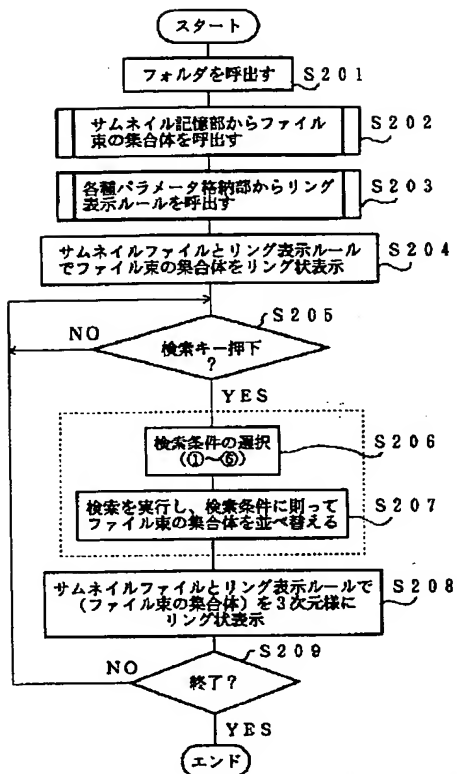 スタート
フォルダを呼出す
S201
サムネイル記憶部からファイル
束の集合体を呼出す
S202
各種パラメータ格納部からリング
表示ルールを呼出す
S203
サムネイルファイルとリング表示ルール
でファイル束の集合体をリング状表示
S204
S205
NO
検索キー押下
?
YES
検索条件の選択
(①~⑥)
S206
検索を実行し、検索条件に則って
ファイル束の集合体を並べ替える
S207
サムネイルファイルとリング表示ルールで
(ファイル束の集合体)を3次元様に
リング状表示
S208
S209
NO
終了?
YES
エンド